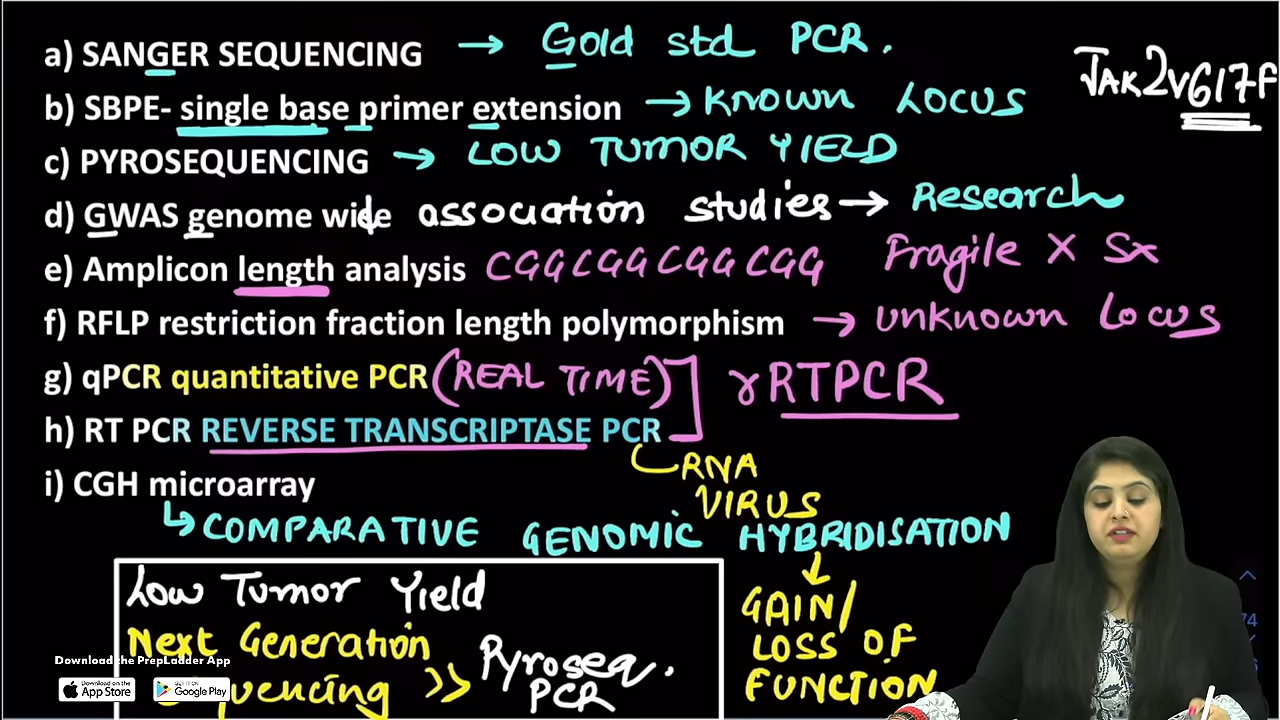 a) SANGER SEQUENCING → Gold std PCR.
JAK2V617F
b) SBPE- single base primer extension → KNOWN LOCUS
c) PYROSEQUENCING → LOW TUMOR YIELD
d) GWAS genome wide association studies → Research
e) Amplicon length analysis CGGCGGCGGCGG Fragile X Sx
f) RFLP restriction fraction length polymorphism → unknown Locus
g) qPCR quantitative PCR (REAL TIME) rRTPCR
h) RT PCR REVERSE TRANSCRIPTASE PCR
RNA
VIRUS
i) CGH microarray
↳ COMPARATIVE GENOMIC HYBRIDISATION
↓
GAIN/
LOSS OF
FUNCTION
Low Tumor Yield
Next Generation
>> Pyroseq.
PCR
Download the PrepLadder App
Download on the App Store
GET IT ON Google Play